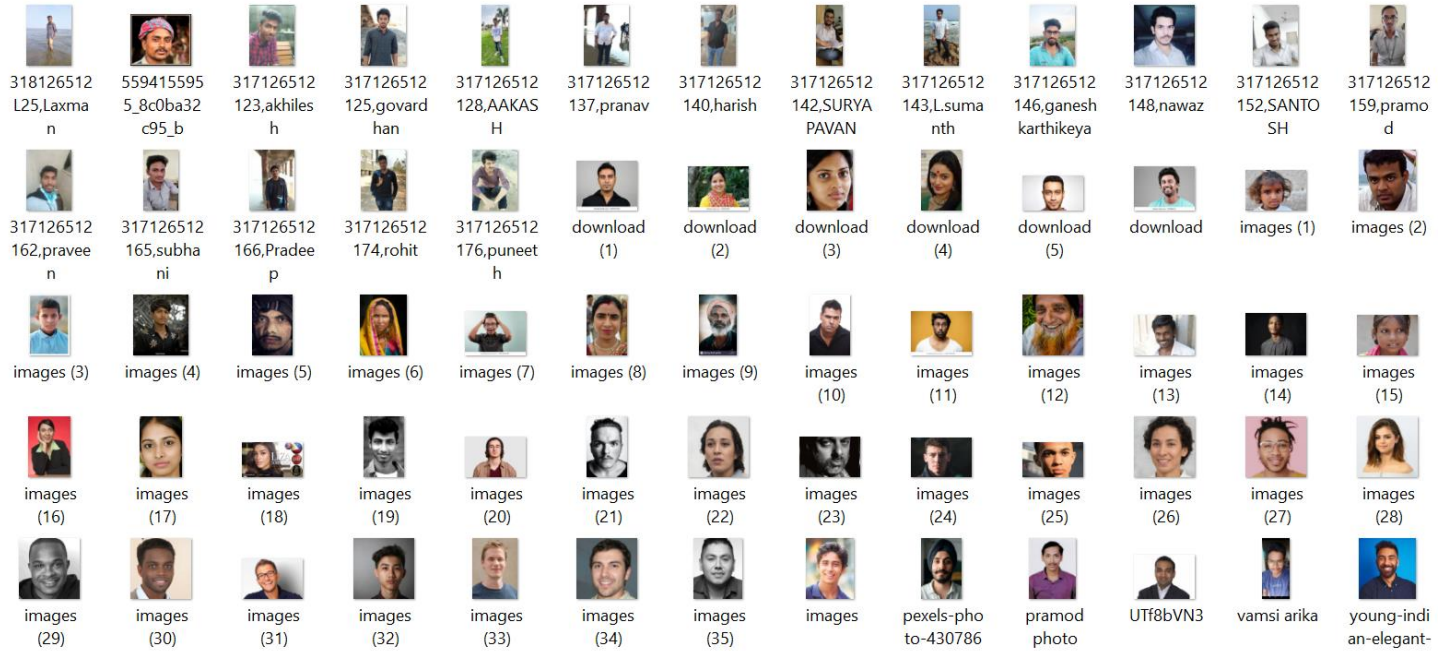 318126512 559415595 317126512 317126512 317126512 317126512 317126512 317126512 317126512 317126512 317126512 317126512 317126512
L25,Laxma 5_8c0ba32 123,akhiles 125,govard 128,AAKAS 137,pranav 140,harish 142,SURYA 143,L.suma 146,ganesh 148,nawaz 152,SANTO 159,pramo
n c95_b h han H PAVAN nth karthikeya SH d
317126512 317126512 317126512 317126512 317126512 download download download download download download images (1) images (2)
162,pravee 165,subha 166,Pradee 174,rohit 176,puneet (1) (2) (3) (4) (5)
n ni p h
images (3) images (4) images (5) images (6) images (7) images (8) images (9) images images images images images images
(10) (11) (12) (13) (14) (15)
images images images images images images images images images images images images images
(16) (17) (18) (19) (20) (21) (22) (23) (24) (25) (26) (27) (28)
images images images images images images images images pexels-pho pramod UTf8bVN3 vamsi arika young-indi
(29) (30) (31) (32) (33) (34) (35) to-430786 photo an-elegant-